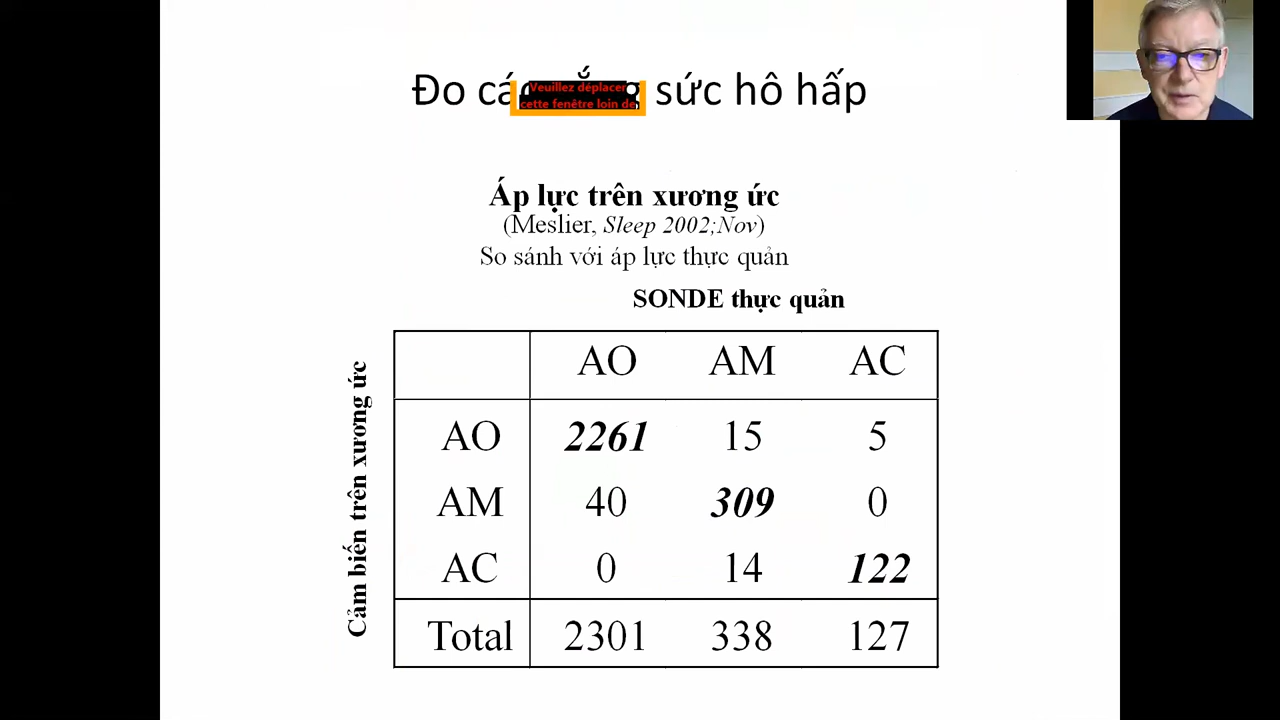 Đo sức hô hấp
Veuillez déplacer
cette fenêtre loin de
Áp lực trên xương ức
(Meslier, Sleep 2002;Nov)
So sánh với áp lực thực quản
SONDE thực quản
Cảm biến trên xương ức
AO AM AC
AO 2261 15 5
AM 40 309 0
AC 0 14 122
Total 2301 338 127